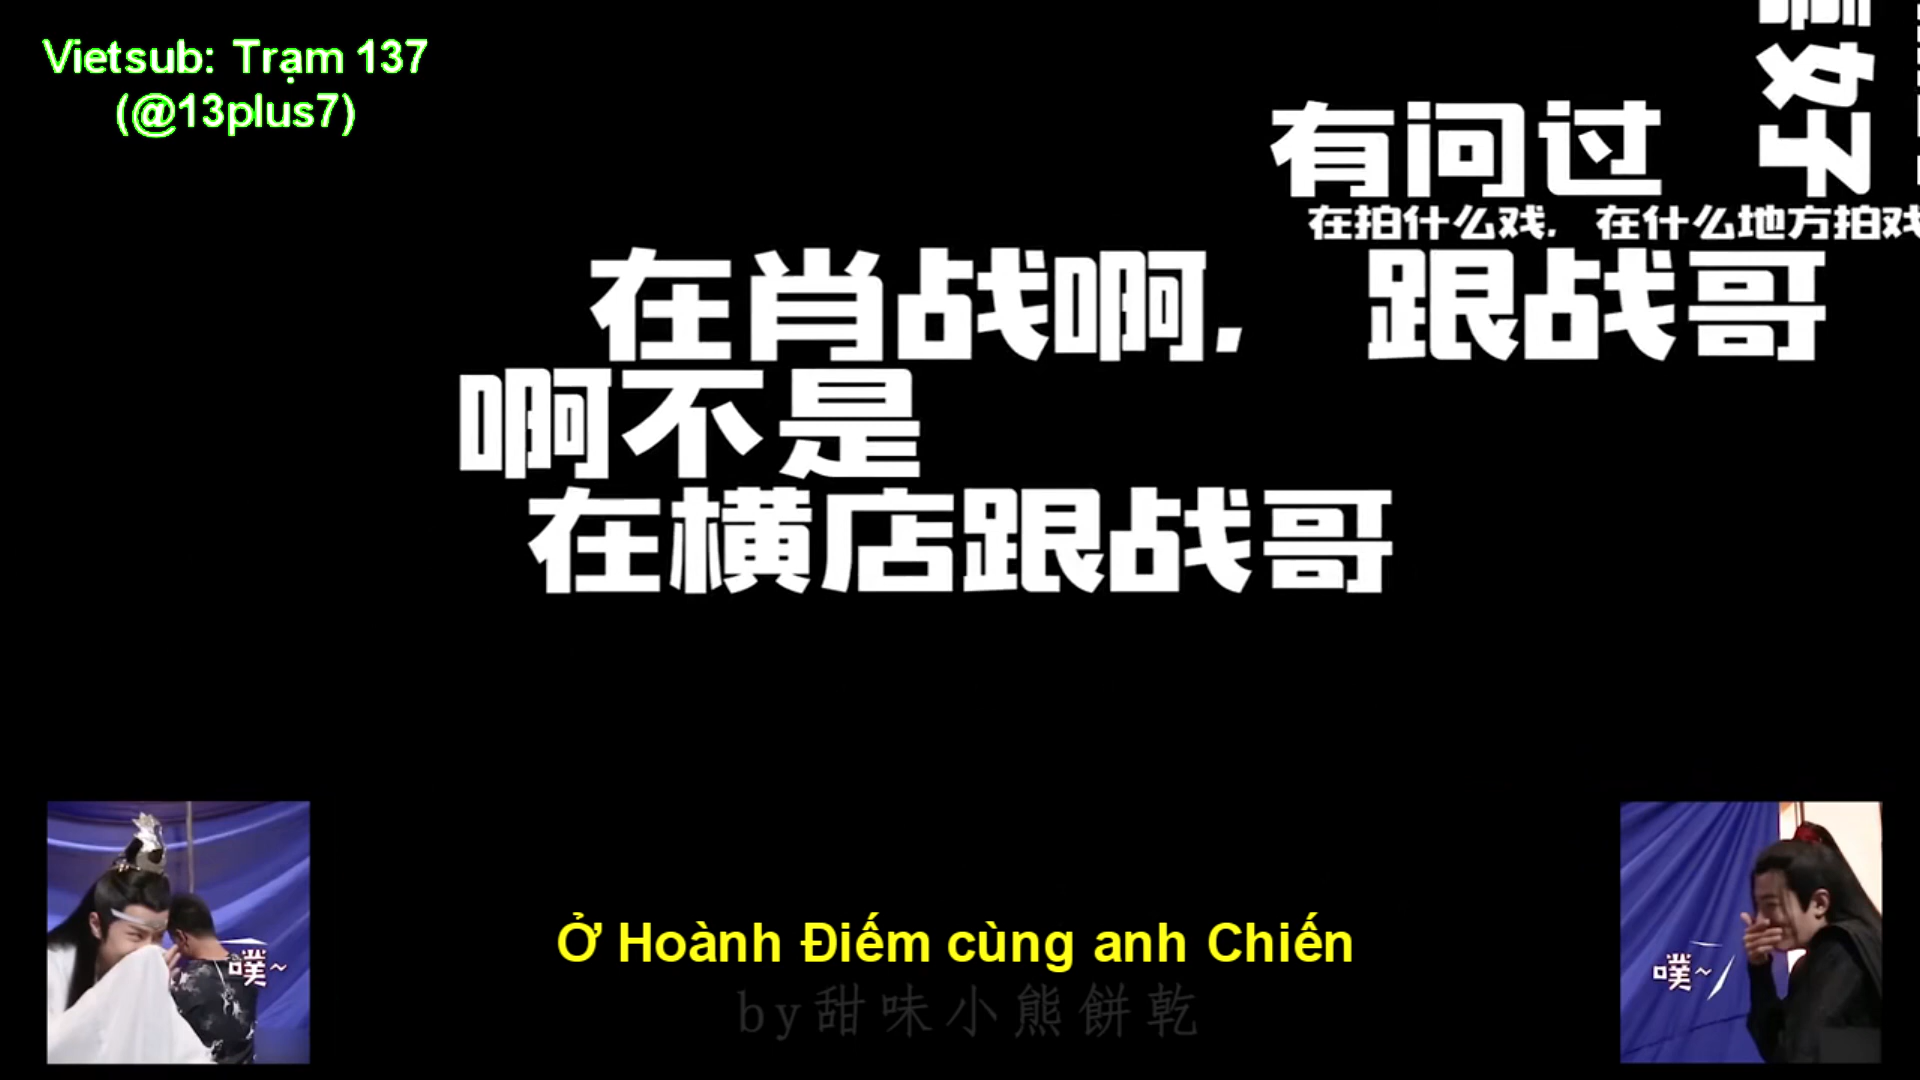 Vietsub: Trạm 137
(@13plus7)
好
有问过
在拍什么戏, 在什么地方拍戏
在肖战啊, 跟战哥
啊不是
在横店跟战哥
噗~
噗~
Ở Hoành Điếm cùng anh Chiến
by甜味小熊餅乾